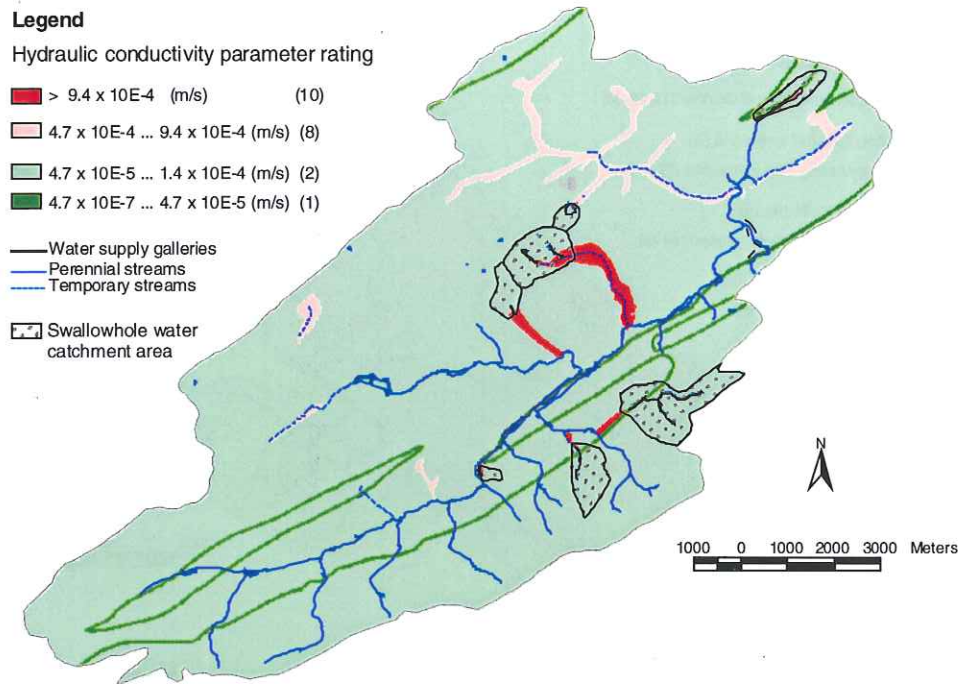 Legend
Hydraulic conductivity parameter rating
> 9.4 x 10E-4 (m/s) (10)
4.7 x 10E-4 ... 9.4 x 10E-4 (m/s) (8)
4.7 x 10E-5 ... 1.4 x 10E-4 (m/s) (2)
4.7 x 10E-7 ... 4.7 x 10E-5 (m/s) (1)
Water supply galleries
Perennial streams
Temporary streams
Swallowhole water
catchment area
N
1000 0 1000 2000 3000 Meters